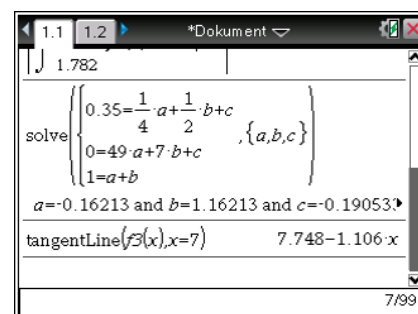 1.1 1.2 *Dokument
1.782
solve({0.35=1/4·a+1/2·b+c
0=49·a+7·b+c
1=a+b ,{a,b,c})
a=-0.16213 and b=1.16213 and c=-0.19053
tangentLine(f3(x),x=7) 7.748-1.106·x
7/99